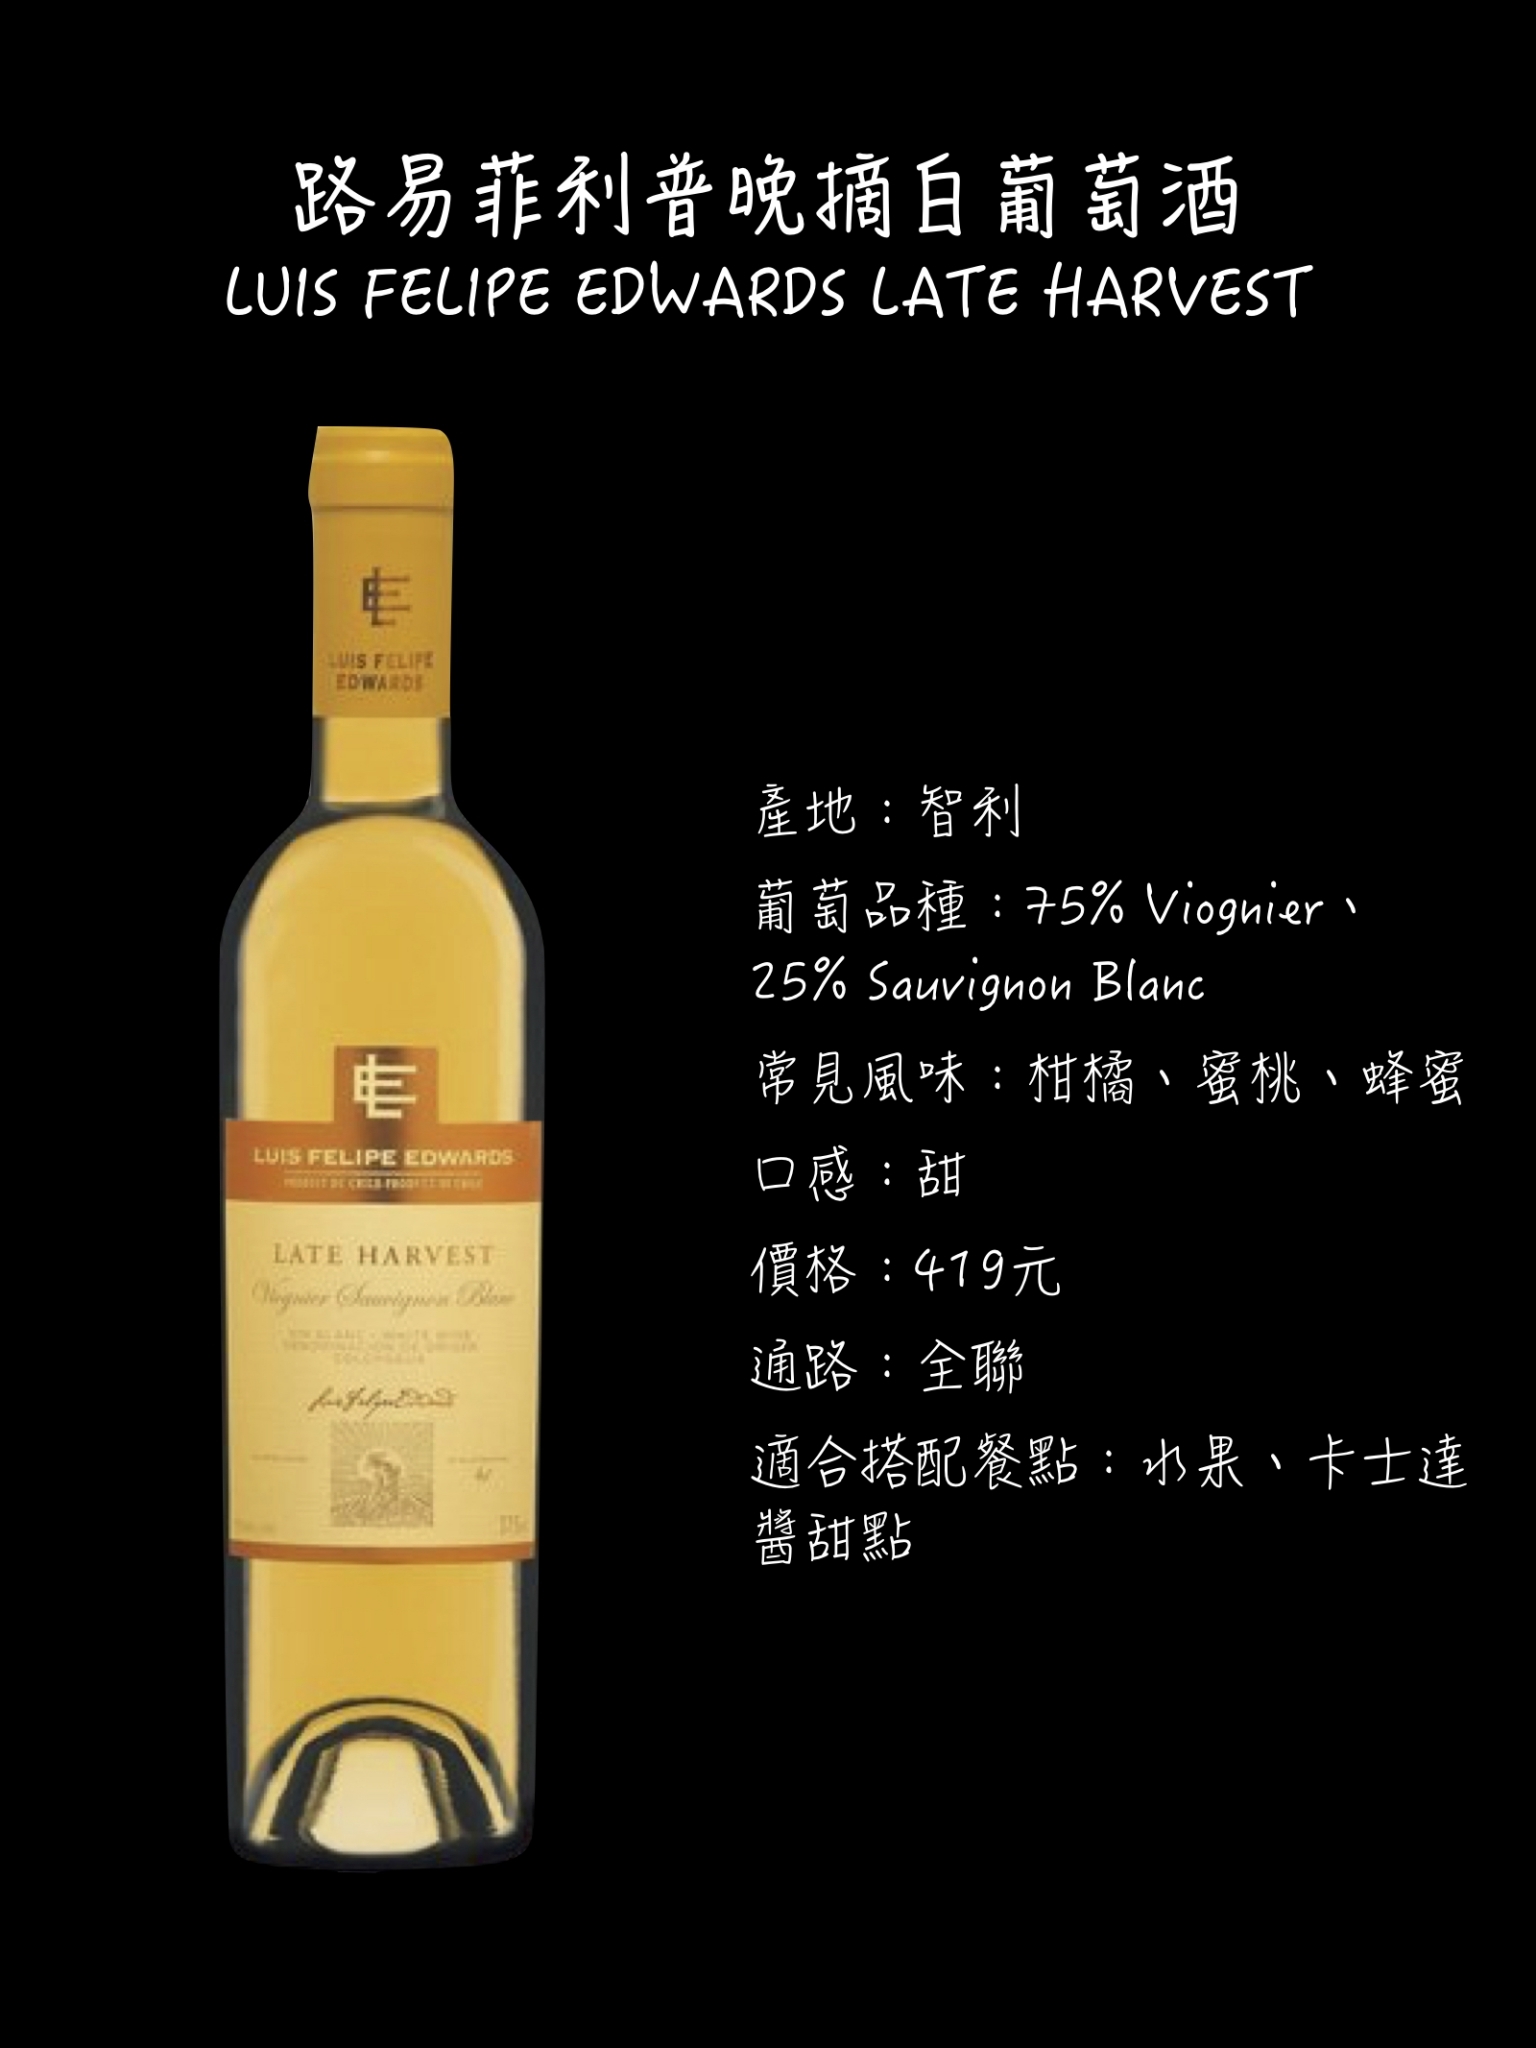 路易菲利普晚摘白葡萄酒
LUIS FELIPE EDWARDS LATE HARVEST
LUIS FELIPE
EDWARDS
產地：智利
葡萄品種：75% Viognier、
25% Sauvignon Blanc
常見風味：柑橘、蜜桃、蜂蜜
口感：甜
價格：419元
通路：全聯
適合搭配餐點：水果、卡士達
醬甜點
LUIS FELIPE EDWARDS
LATE HARVEST
Viognier Sauvignon Blanc